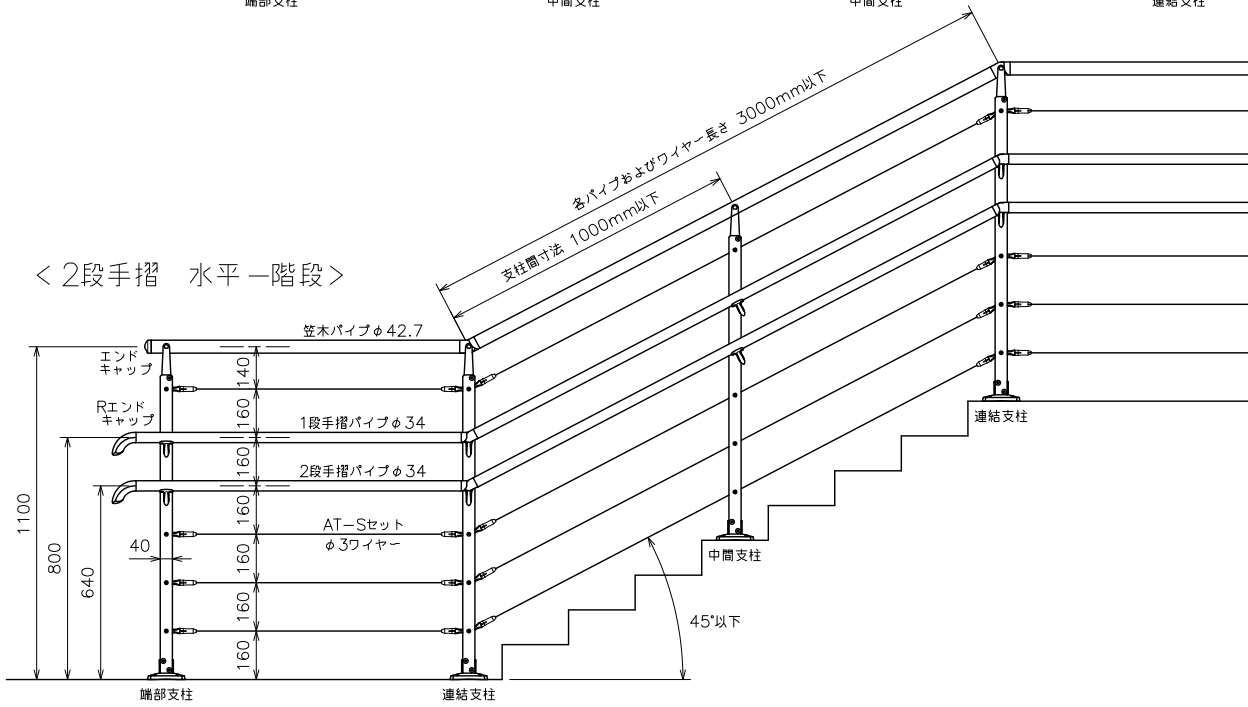 端部支柱
中間支柱
中間支柱
連結支柱
各パイプおよびワイヤー長さ 3000mm以下
支柱間寸法 1000mm以下
＜2段手摺　水平ー階段＞
笠木パイプφ42.7
エンド
キャップ
140
160
Rエンド
キャップ
1段手摺パイプφ34
160
2段手摺パイプφ34
160
AT-Sセット
φ3ワイヤー
40
160
160
160
1100
800
640
45°以下
連結支柱
中間支柱
端部支柱
連結支柱